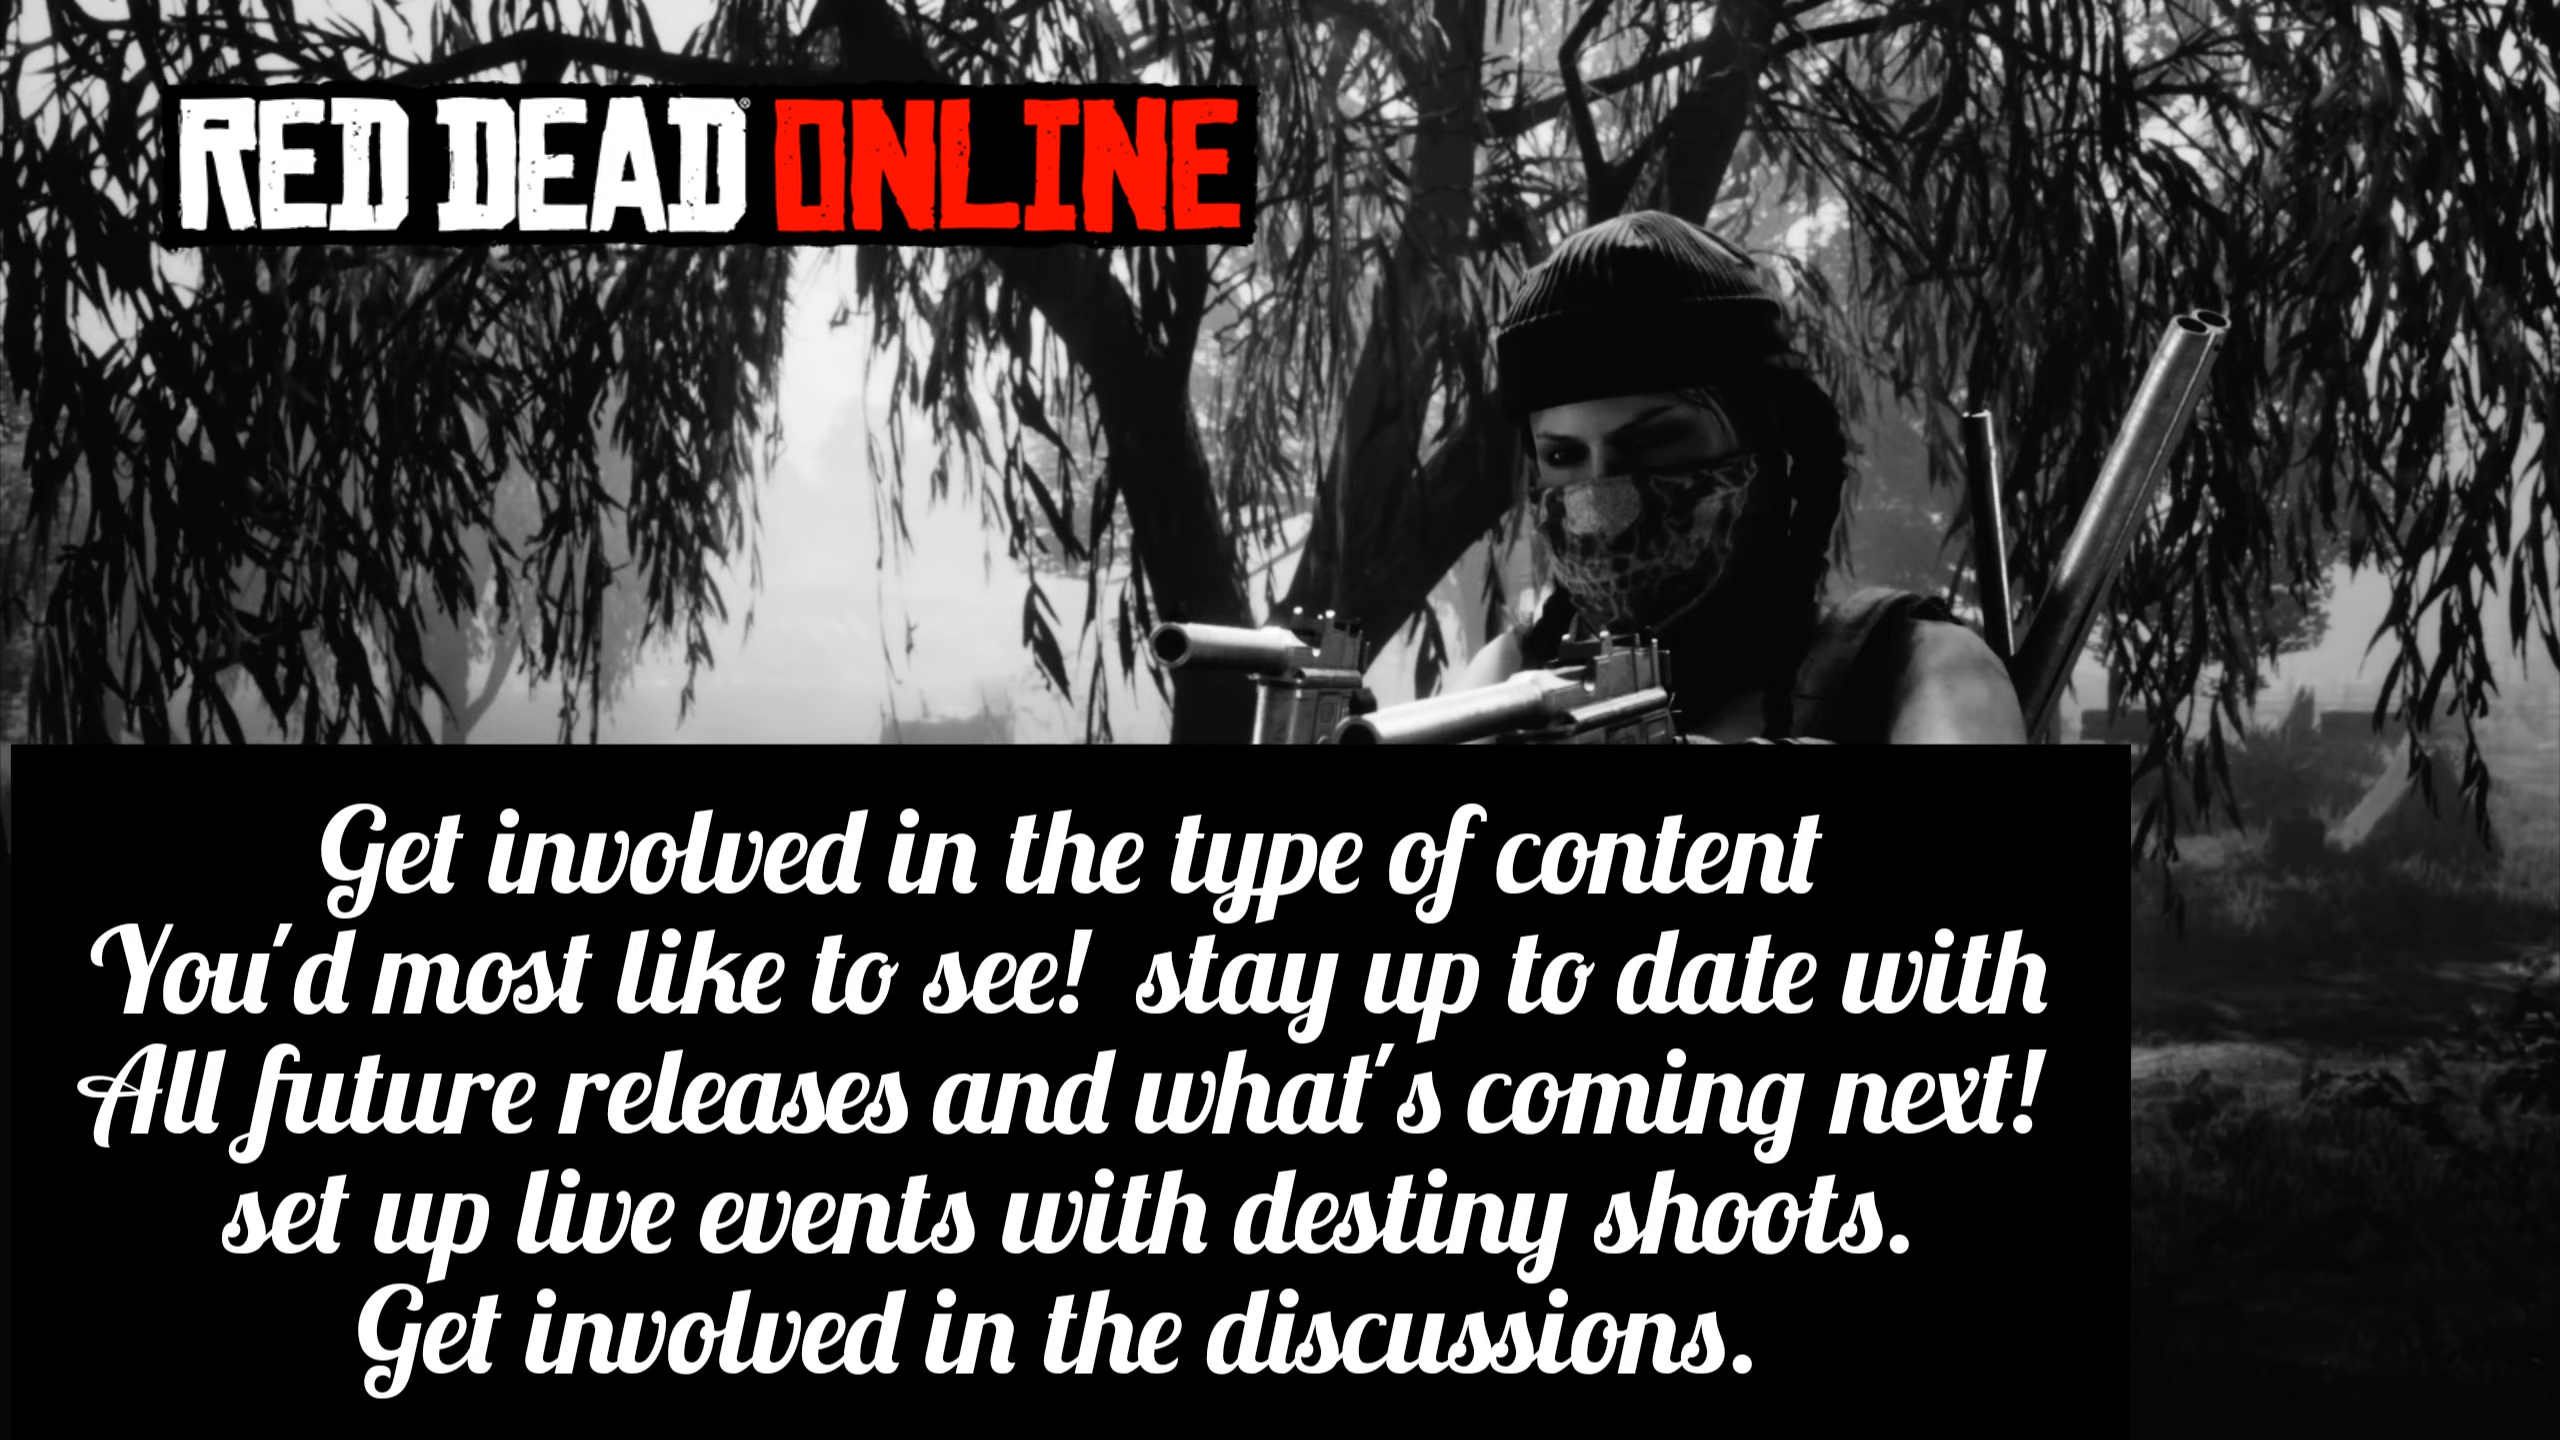 RED DEAD ONLINE
Get involved in the type of content
You'd most like to see!  stay up to date with
All future releases and what's coming next!
set up live events with destiny shoots.
Get involved in the discussions.